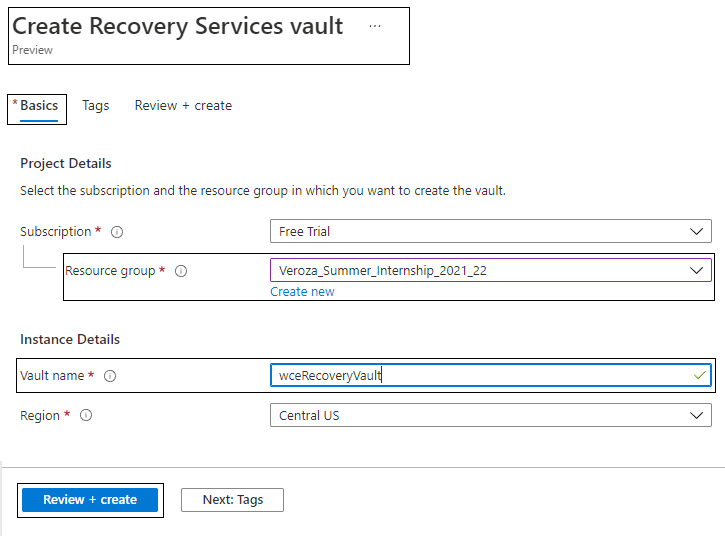 Create Recovery Services vault ...
Preview
* Basics Tags Review + create
Project Details
Select the subscription and the resource group in which you want to create the vault.
Subscription * Free Trial
Resource group * Veroza_Summer_Internship_2021_22
Create new
Instance Details
Vault name * wceRecoveryVault
Region * Central US
Review + create Next: Tags